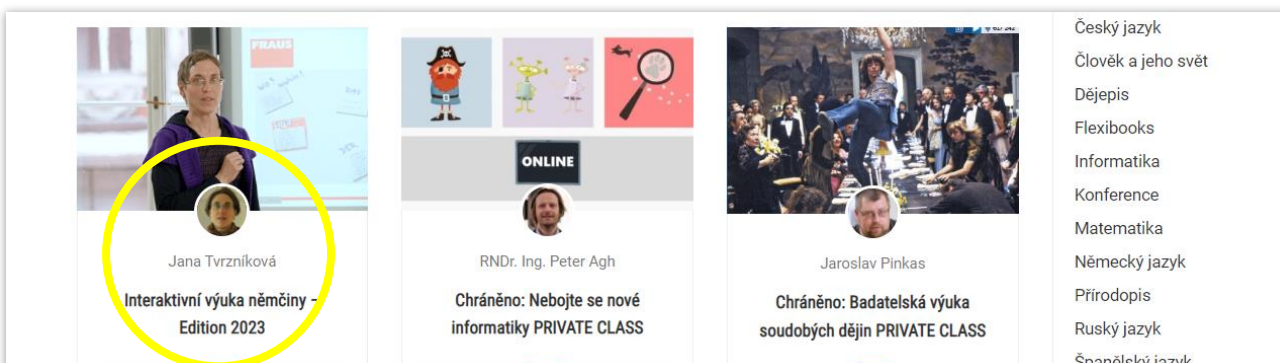 FRAUS
ONLINE
Jana Tvrzníková
Interaktivní výuka němčiny –
Edition 2023
RNDr. Ing. Peter Agh
Chráněno: Nebojte se nové
informatiky PRIVATE CLASS
Jaroslav Pinkas
Chráněno: Badatelská výuka
soudobých dějin PRIVATE CLASS
Český jazyk
Člověk a jeho svět
Dějepis
Flexibooks
Informatika
Konference
Matematika
Německý jazyk
Přírodopis
Ruský jazyk
Španělský jazyk